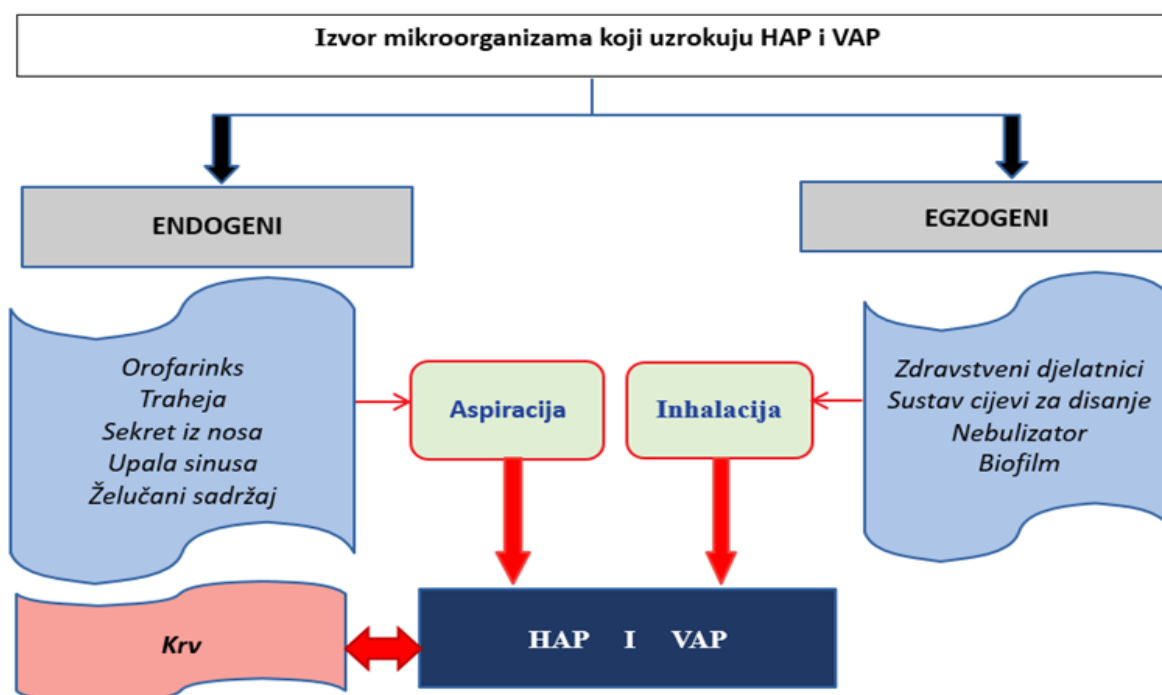 Izvor mikroorganizama koji uzrokuju HAP i VAP
ENDOGENI
EGZOGENI
Orofarinks
Traheja
Sekret iz nosa
Upala sinusa
Želučani sadržaj
Aspiracija
Inhalacija
Zdravstveni djelatnici
Sustav cijevi za disanje
Nebulizator
Biofilm
Krv
HAP I VAP